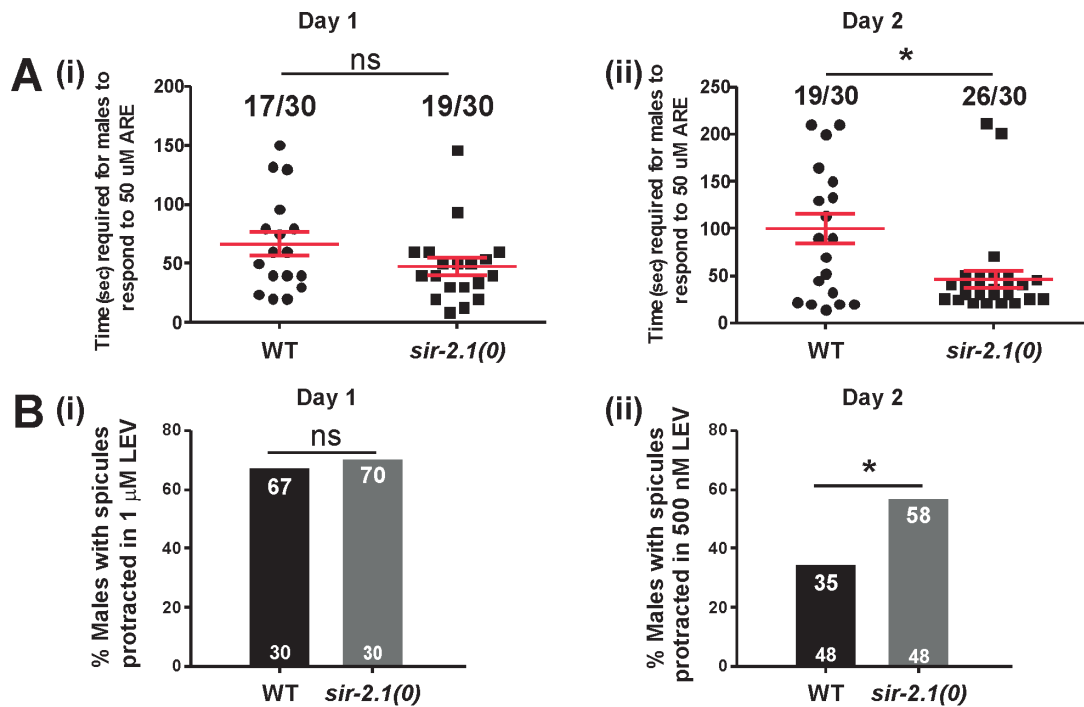 Day 1
Day 2
A
(i)
ns
Time (sec) required for males to
respond to 50 uM ARE
200
150
100
50
0
17/30
19/30
WT
sir-2.1(0)
(ii)
*
Time (sec) required for males to
respond to 50 uM ARE
250
200
150
100
50
0
19/30
26/30
WT
sir-2.1(0)
B
(i)
Day 1
ns
% Males with spicules
protracted in 1 µM LEV
80
60
40
20
0
67
70
30
30
WT
sir-2.1(0)
(ii)
Day 2
*
% Males with spicules
protracted in 500 nM LEV
80
60
40
20
0
35
58
48
48
WT
sir-2.1(0)